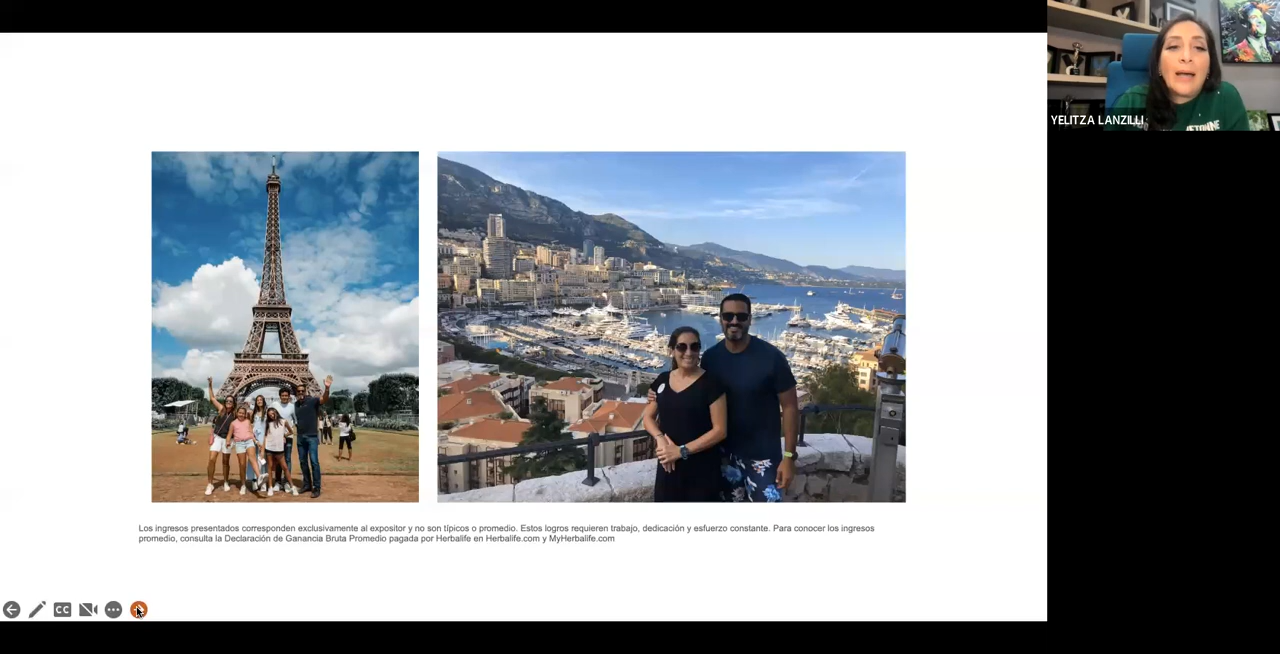 YELITZA LANZILLI
Los ingresos presentados corresponden exclusivamente al expositor y no son típicos o promedio. Estos logros requieren trabajo, dedicación y esfuerzo constante. Para conocer los ingresos
promedio, consulta la Declaración de Ganancia Bruta Promedio pagada por Herbalife en Herbalife.com y MyHerbalife.com
CC